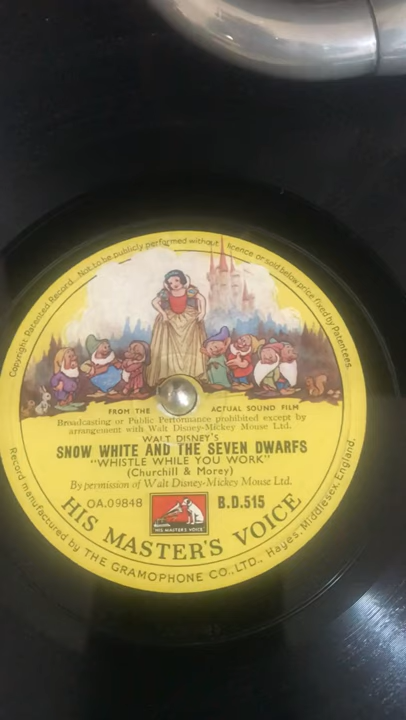 Copyright Patented Record. Not to be publicly performed without licence or sold below price fixed by Patentees.
FROM THE ACTUAL SOUND FILM
Broadcasting or Public Performance prohibited except by
arrangement with Walt Disney-Mickey Mouse Ltd.
WALT DISNEY'S
SNOW WHITE AND THE SEVEN DWARFS
"WHISTLE WHILE YOU WORK"
(Churchill & Morey)
By permission of Walt Disney-Mickey Mouse Ltd.
OA.09848 B.D.515
HIS MASTER'S VOICE
HIS MASTER'S VOICE
Record manufactured by THE GRAMOPHONE CO., LTD., Hayes, Middlesex, England.